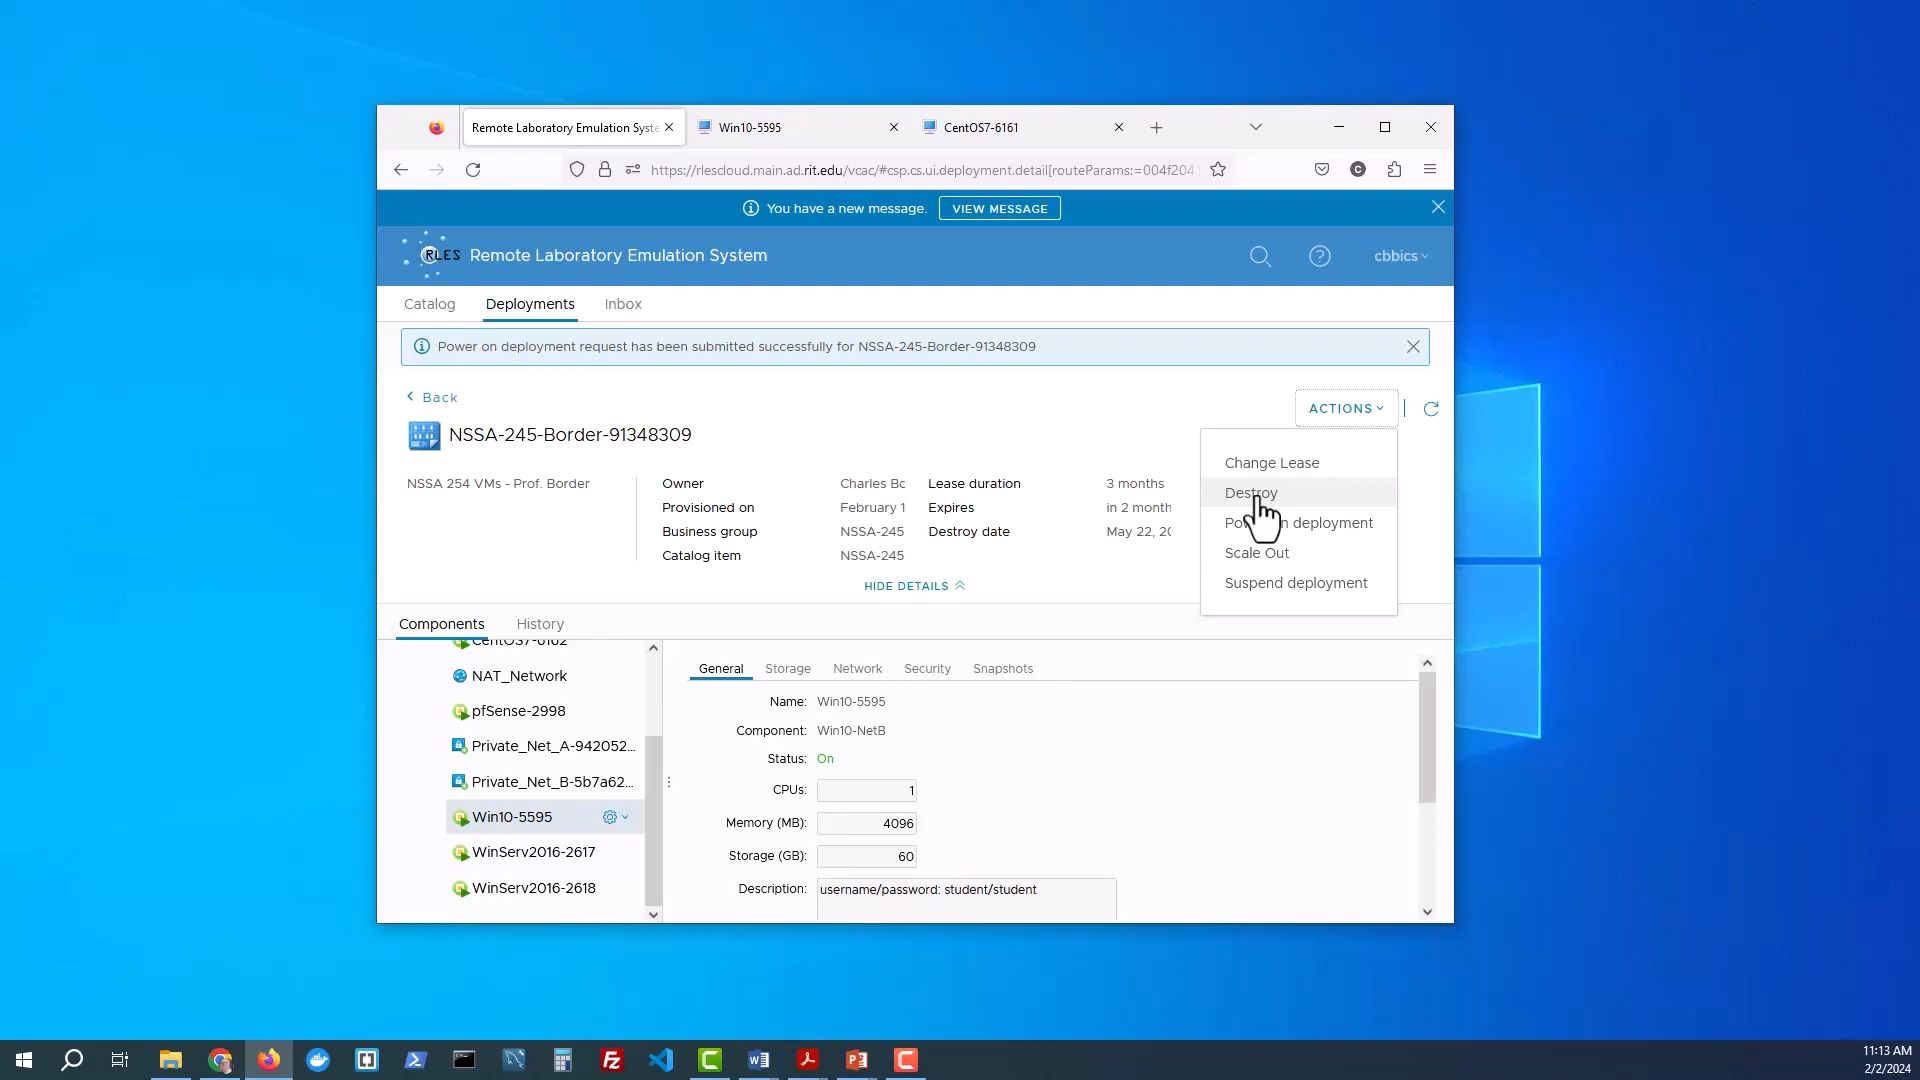 Remote Laboratory Emulation Syste
Win10-5595
CentOS7-6161
https://rlescloud.main.ad.rit.edu/vcac/#csp.cs.ui.deployment.detail[routeParams:=004f2041
C
You have a new message.
VIEW MESSAGE
RLES
Remote Laboratory Emulation System
cbbics
Catalog
Deployments
Inbox
Power on deployment request has been submitted successfully for NSSA-245-Border-91348309
Back
ACTIONS
NSSA-245-Border-91348309
Change Lease
Destroy
deployment
Scale Out
Suspend deployment
NSSA 254 VMs - Prof. Border
Owner
Charles Bc
Lease duration
3 months
Provisioned on
February 1
Expires
in 2 month
Business group
NSSA-245
Destroy date
May 22, 20
Catalog item
NSSA-245
HIDE DETAILS
Components
History
CentOS7-6162
NAT_Network
pfSense-2998
Private_Net_A-942052...
Private_Net_B-5b7a62...
Win10-5595
WinServ2016-2617
WinServ2016-2618
General
Storage
Network
Security
Snapshots
Name: Win10-5595
Component: Win10-NetB
Status: On
CPUs: 1
Memory (MB): 4096
Storage (GB): 60
Description: username/password: student/student
11:13 AM
2/2/2024